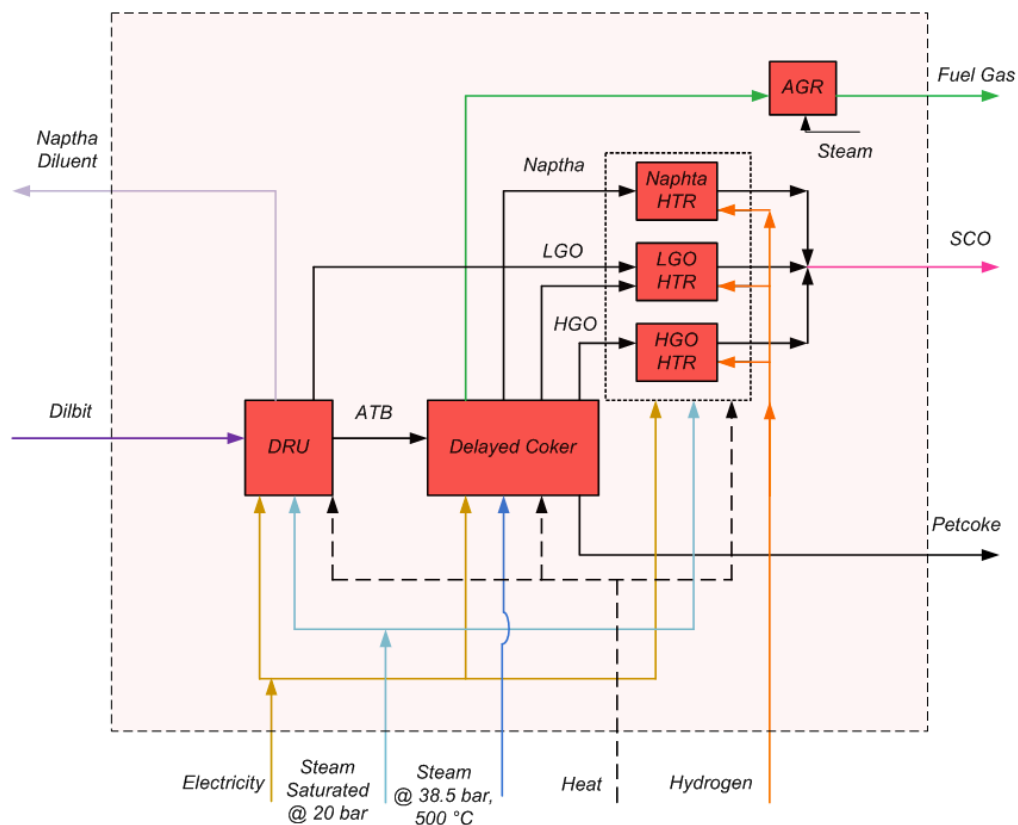 Fuel Gas
AGR
Steam
Naptha
Diluent
Naptha
Naphta
HTR
SCO
LGO
LGO
HTR
HGO
HGO
HTR
Dilbit
ATB
DRU
Delayed Coker
Petcoke
Electricity
Steam
Saturated
@ 20 bar
Steam
@ 38.5 bar,
500 °C
Heat
Hydrogen